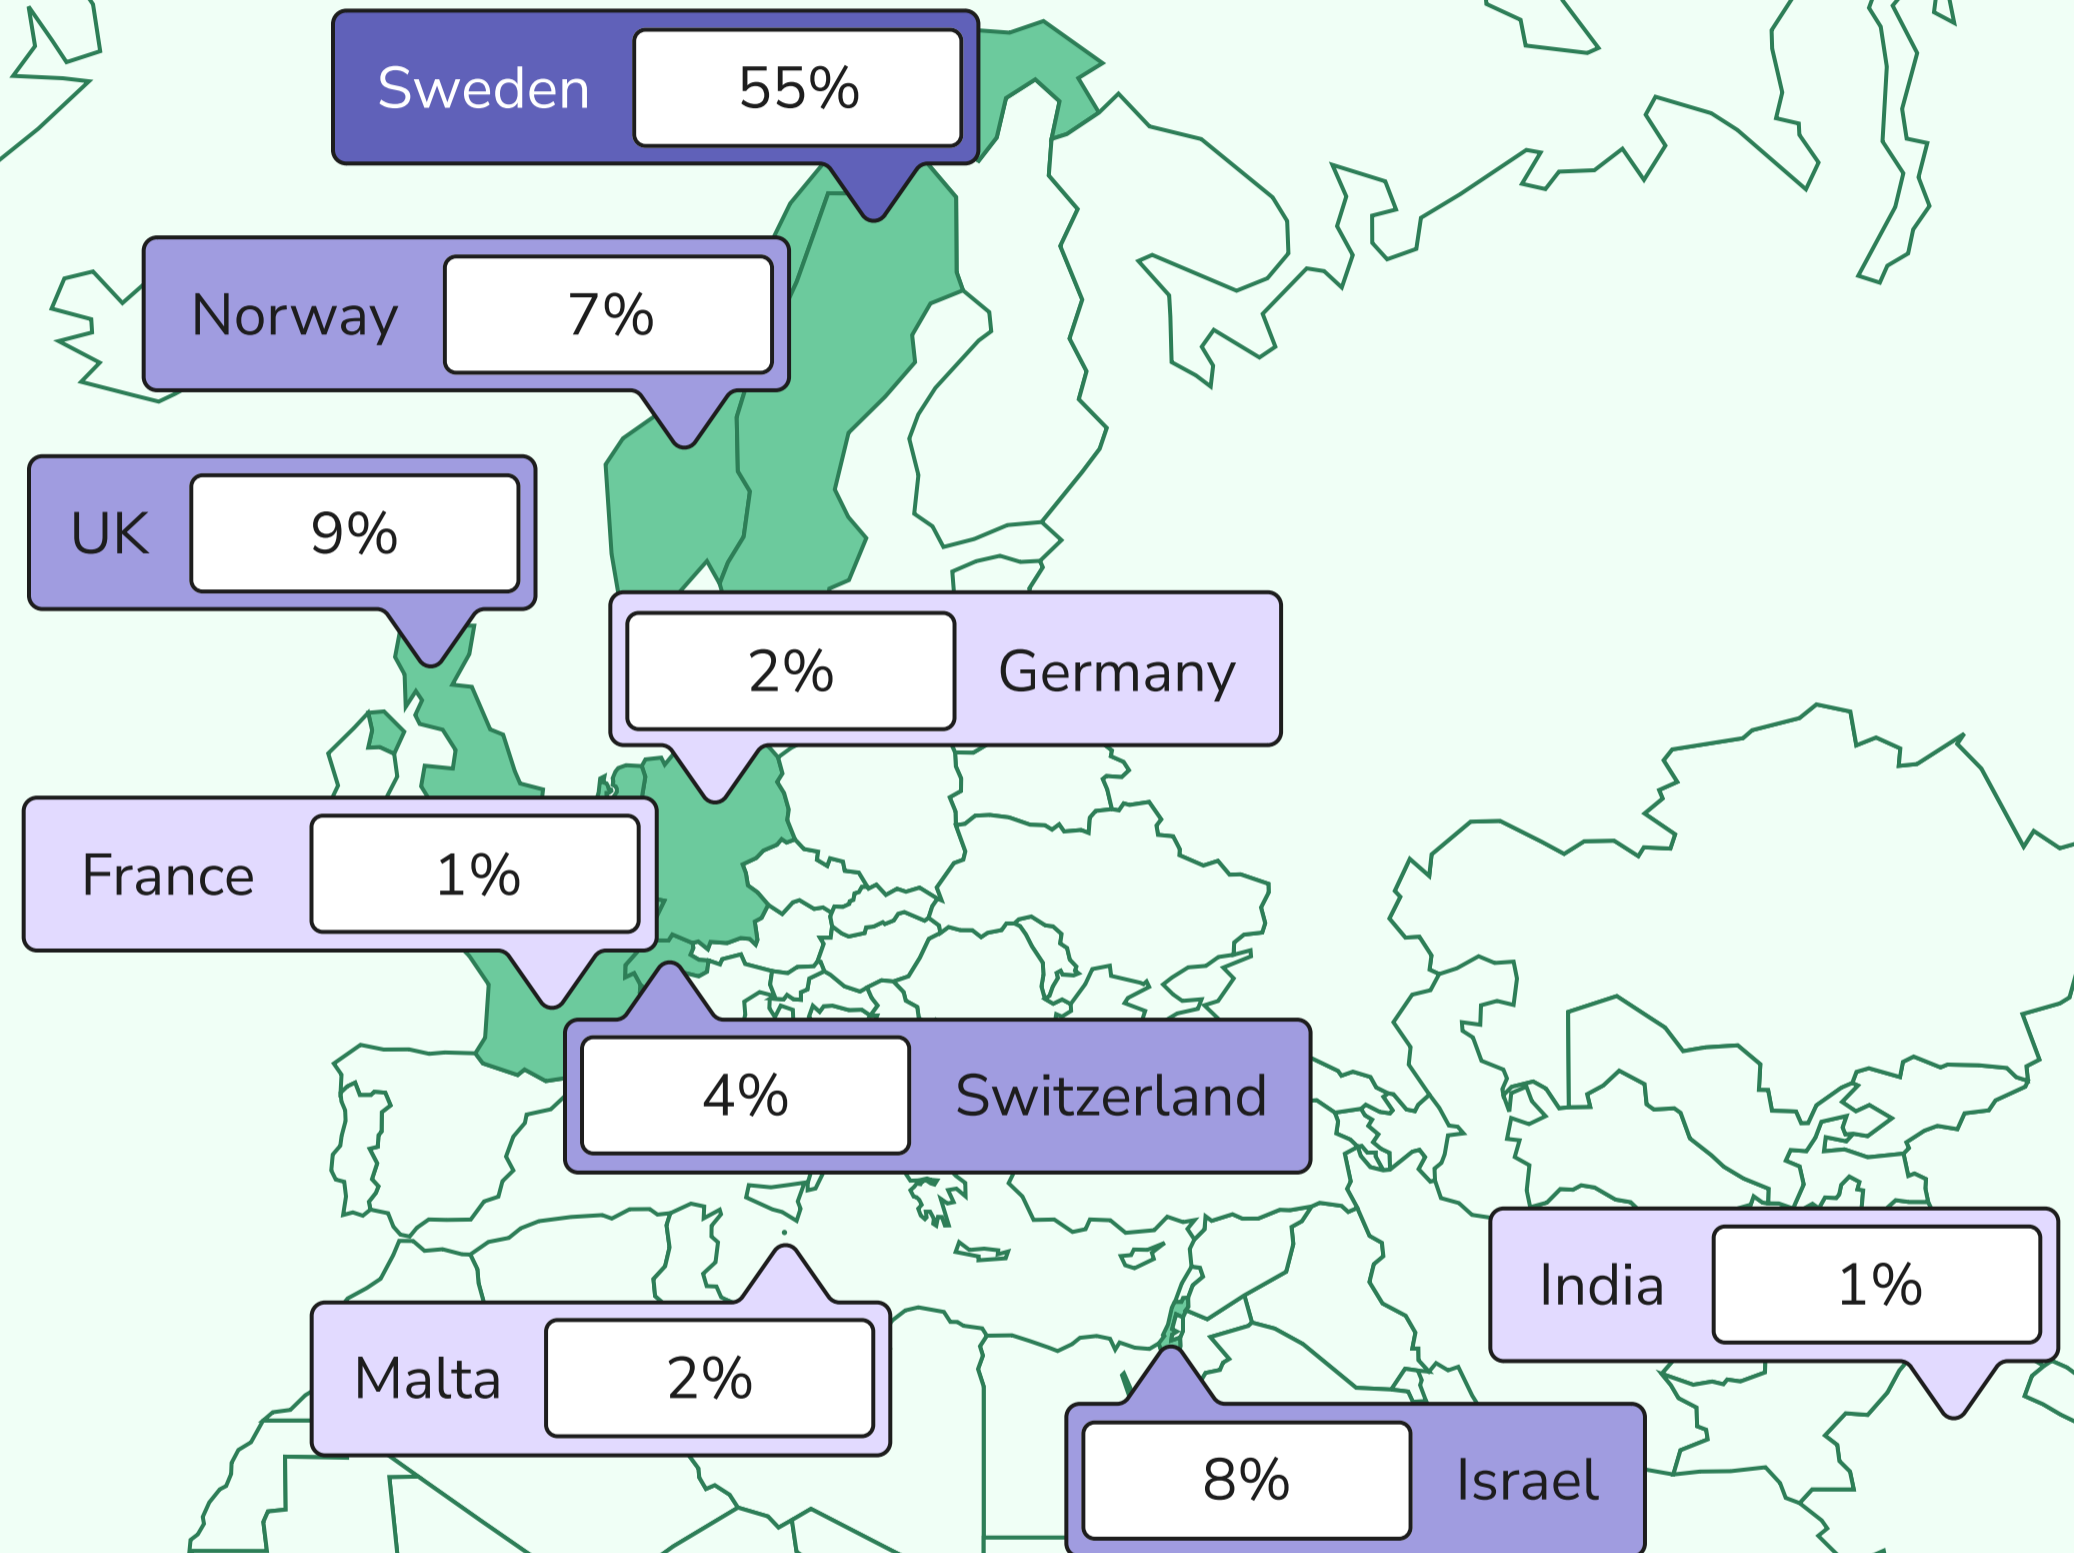 Sweden 55%
Norway 7%
UK 9%
2% Germany
France 1%
4% Switzerland
India 1%
Malta 2%
8% Israel